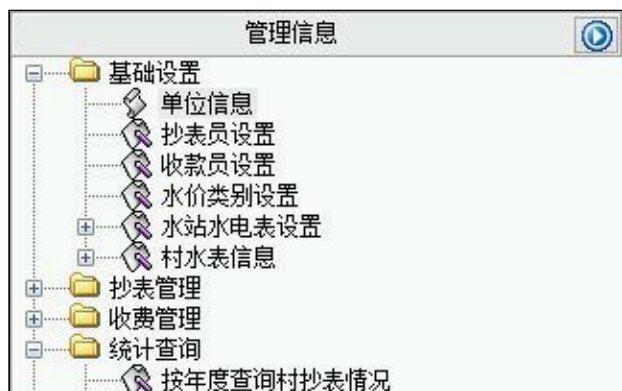 管理信息
基础设置
单位信息
抄表员设置
收款员设置
水价类别设置
水站水电表设置
村水表信息
抄表管理
收费管理
统计查询
按年度查询村抄表情况